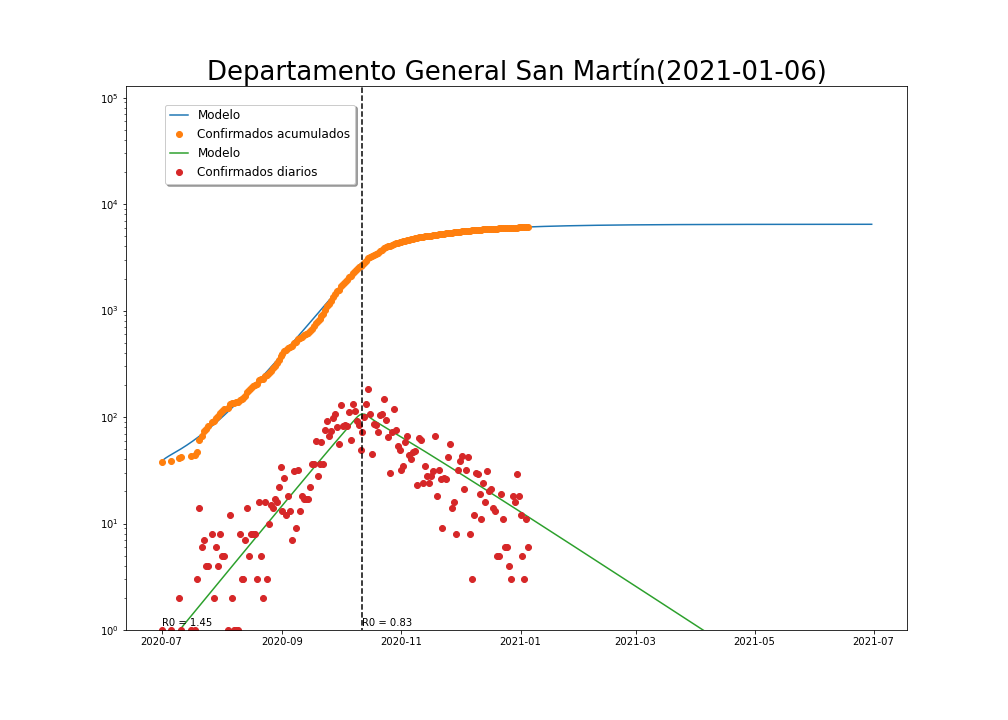 Departamento General San Martín(2021-01-06)
Modelo
Confirmados acumulados
Modelo
Confirmados diarios
10⁵
10⁴
10³
10²
10¹
10⁰
R0 = 1.45
R0 = 0.83
2020-07
2020-09
2020-11
2021-01
2021-03
2021-05
2021-07